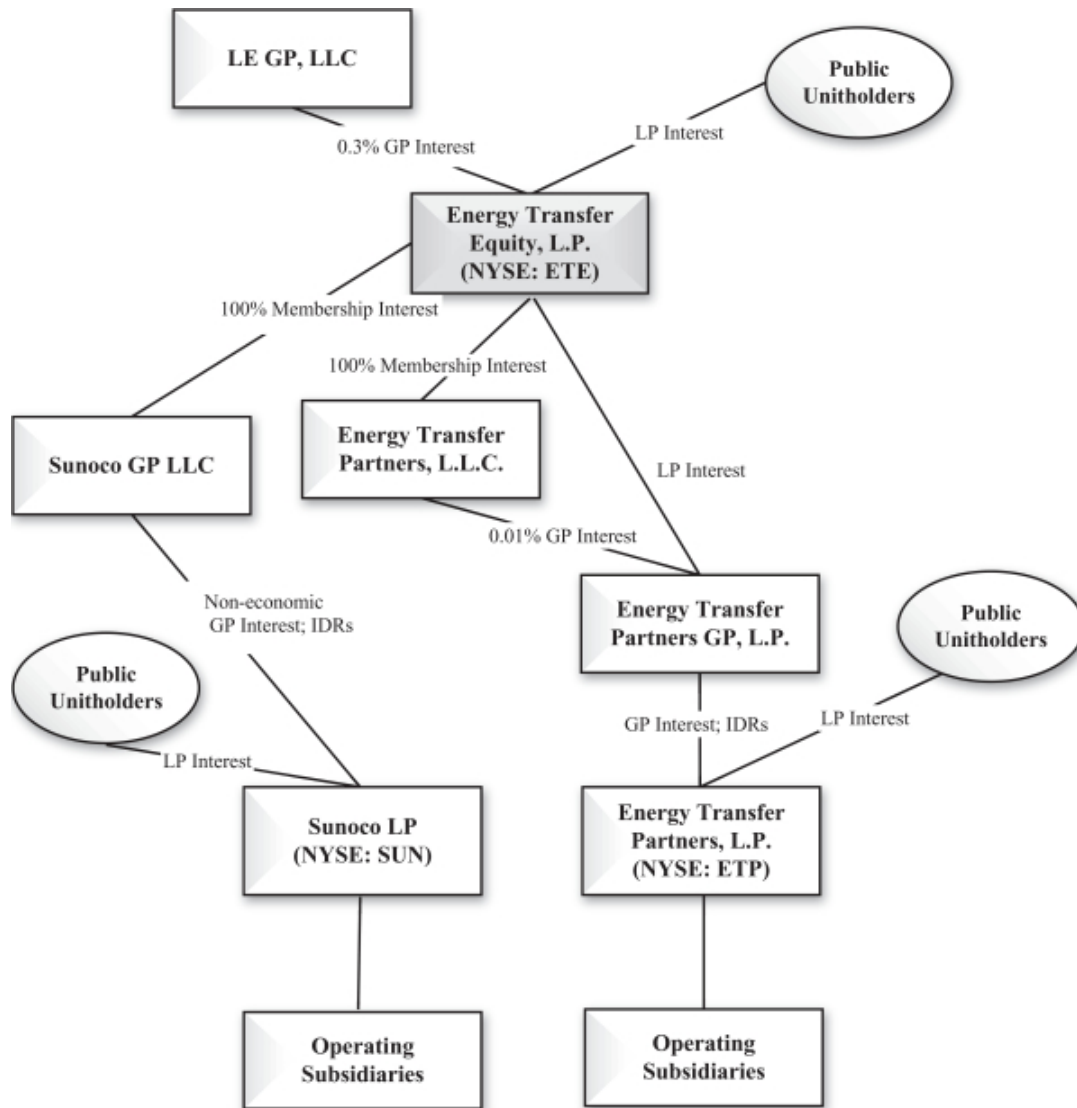 LE GP, LLC
Public
Unitholders
0.3% GP Interest
LP Interest
Energy Transfer
Equity, L.P.
(NYSE: ETE)
100% Membership Interest
100% Membership Interest
Sunoco GP LLC
Energy Transfer
Partners, L.L.C.
LP Interest
0.01% GP Interest
Non-economic
GP Interest; IDRs
Energy Transfer
Partners GP, L.P.
Public
Unitholders
Public
Unitholders
GP Interest; IDRs
LP Interest
LP Interest
Sunoco LP
(NYSE: SUN)
Energy Transfer
Partners, L.P.
(NYSE: ETP)
Operating
Subsidiaries
Operating
Subsidiaries